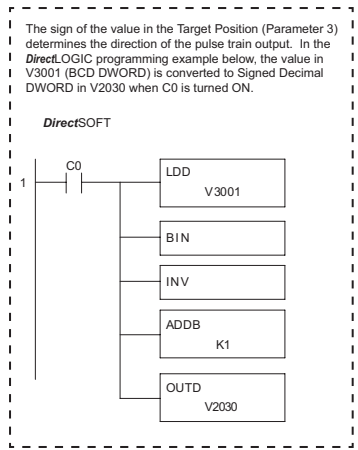 The sign of the value in the Target Position (Parameter 3)
determines the direction of the pulse train output. In the
DirectLOGIC programming example below, the value in
V3001 (BCD DWORD) is converted to Signed Decimal
DWORD in V2030 when C0 is turned ON.
DirectSOFT
C0
1
LDD
V3001
BIN
INV
ADDB
K1
OUTD
V2030